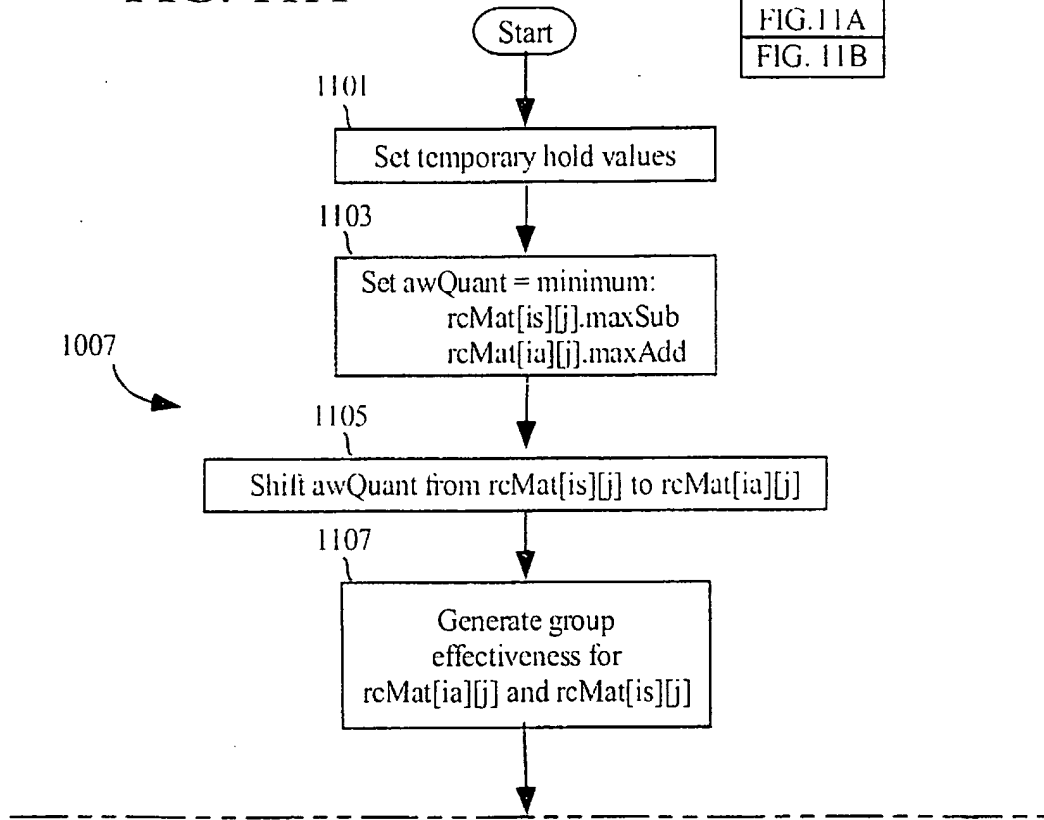 Start
FIG.11A
FIG. 11B
1101
Set temporary hold values
1103
Set awQuant = minimum:
rcMat[is][j].maxSub
rcMat[ia][j].maxAdd
1007
1105
Shift awQuant from rcMat[is][j] to rcMat[ia][j]
1107
Generate group
effectiveness for
rcMat[ia][j] and rcMat[is][j]